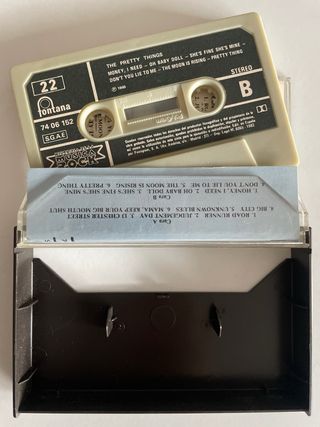 THE PRETTY THINGS
22
fontana
74 06 152
S.G.A.E.
MONEY, I NEED - OH BABY DOLL - SHE'S FINE SHE'S MINE -
DON'T YOU LIE TO ME - THE MOON IS RISING - PRETTY THING
STEREO
B
MUSICA
ROCK
Cara A
1. ROAD RUNNER 2. JUDGMENT DAY 3. 13 CHESTER STREET
4. BIG CITY 5. UNKNOWN BLUES 6. MAMA, KEEP YOUR BIG MOUTH SHUT
Cara B
1. HONEY, I NEED 2. OH BABY DOLL 3. SHE'S FINE SHE'S MINE
4. DON'T YOU LIE TO ME 5. THE MOON IS RISING 6. PRETTY THING